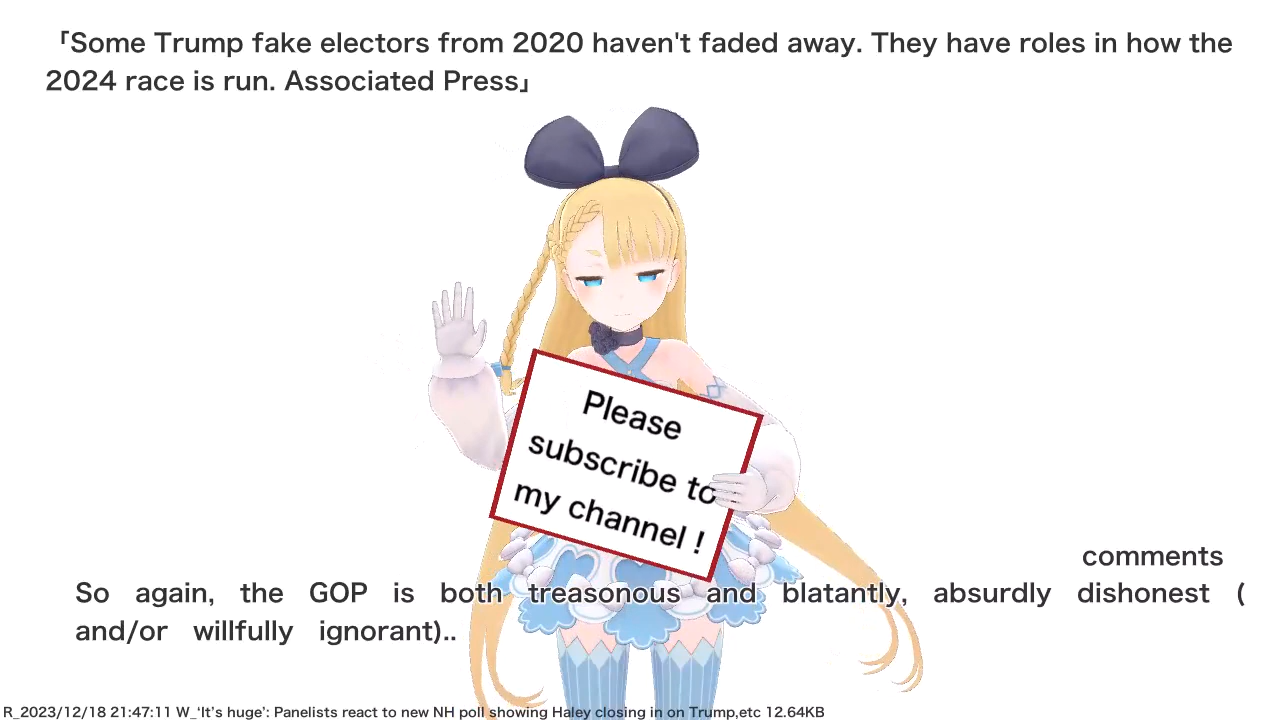 「Some Trump fake electors from 2020 haven't faded away. They have roles in how the
2024 race is run. Associated Press」
Please
subscribe to
my channel !
comments
So again, the GOP is both treasonous and blatantly, absurdly dishonest (
and/or willfully ignorant)..
R_2023/12/18 21:47:11 W_‘It’s huge’: Panelists react to new NH poll showing Haley closing in on Trump,etc 12.64KB